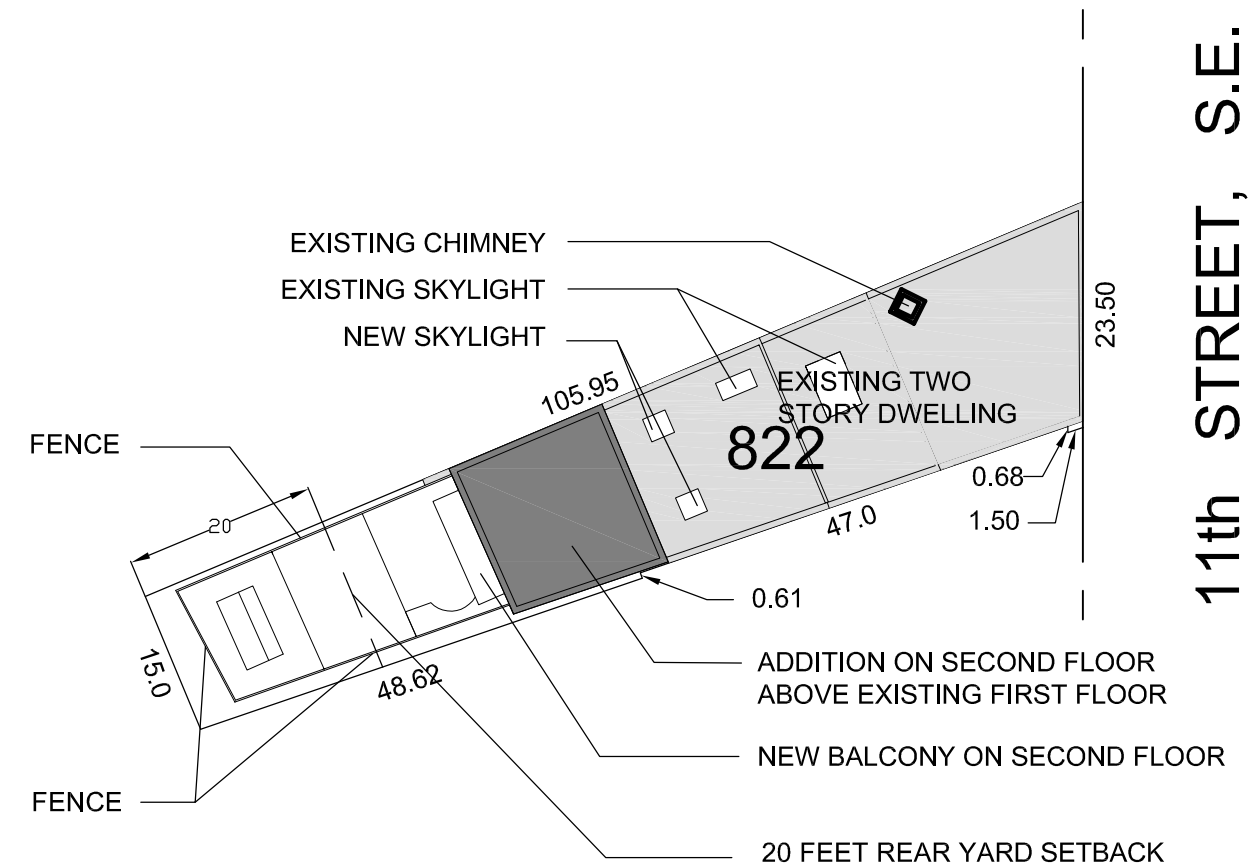 11th STREET, S.E.
EXISTING CHIMNEY
EXISTING SKYLIGHT
NEW SKYLIGHT
23.50
105.95
EXISTING TWO
STORY DWELLING
822
FENCE
0.68
1.50
47.0
20
0.61
15.0
48.62
ADDITION ON SECOND FLOOR
ABOVE EXISTING FIRST FLOOR
NEW BALCONY ON SECOND FLOOR
FENCE
20 FEET REAR YARD SETBACK